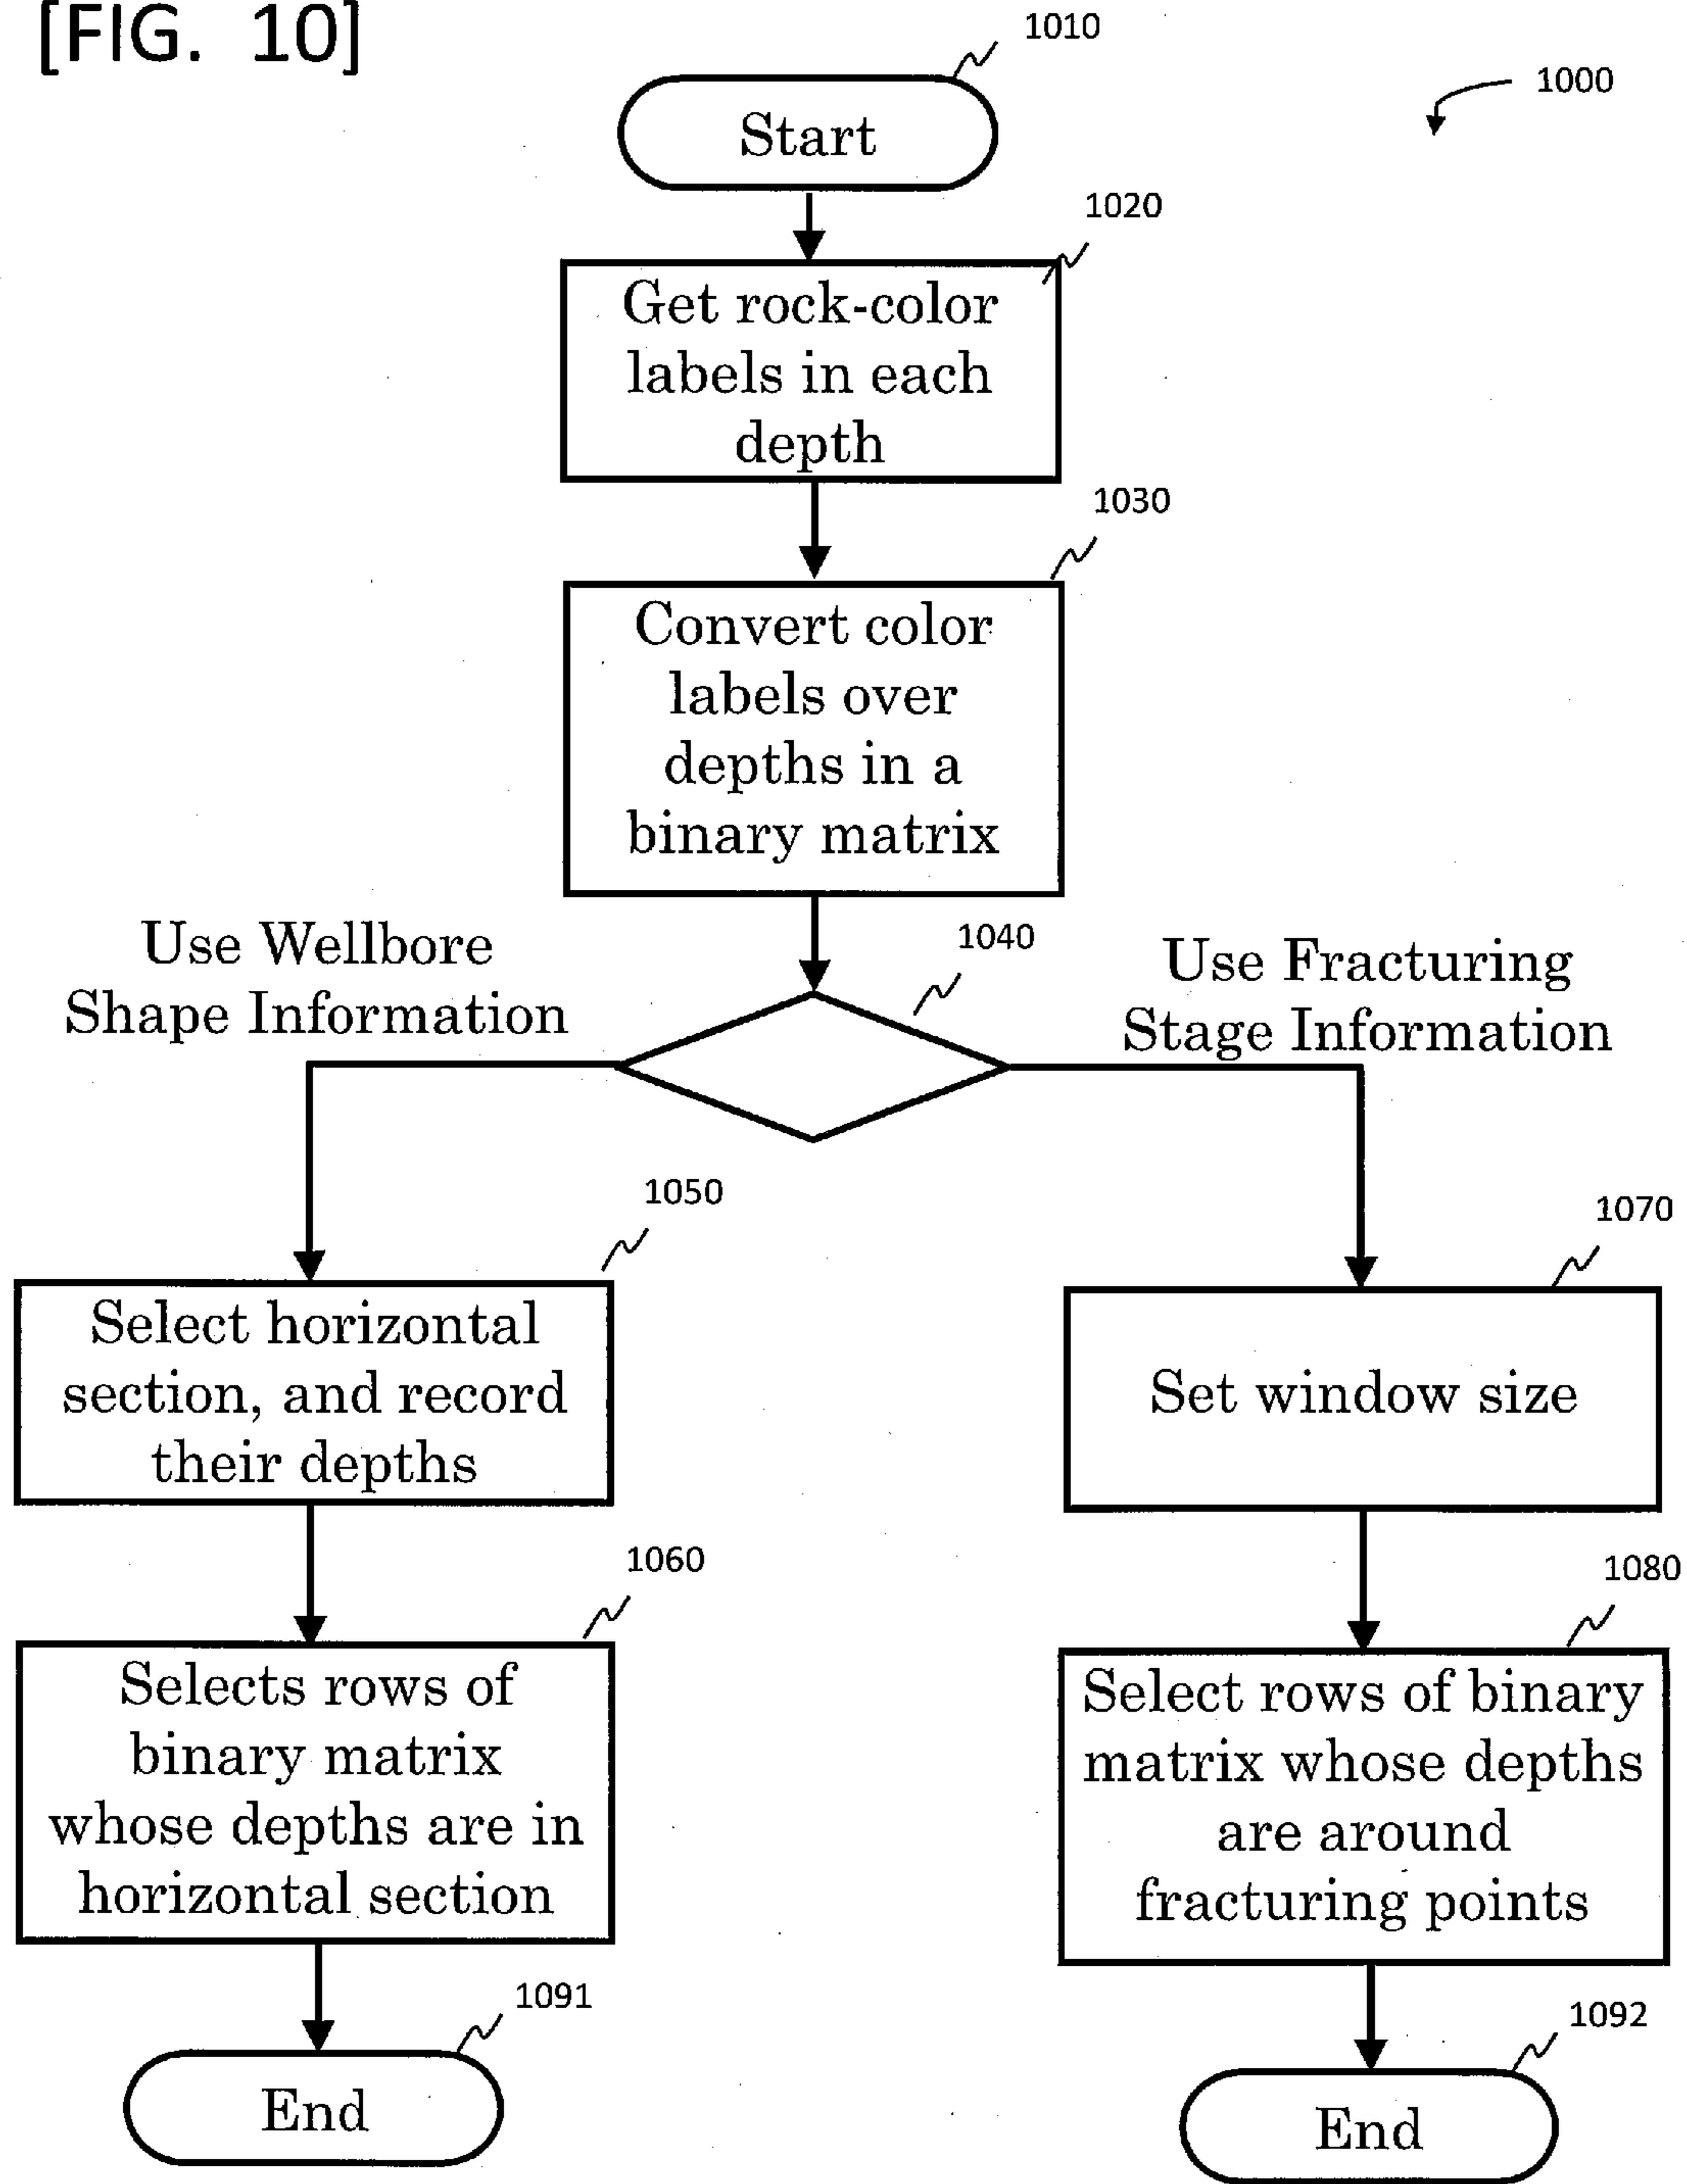 [FIG. 10]
1010
1000
Start
1020
Get rock-color
labels in each
depth
1030
Convert color
labels over
depths in a
binary matrix
1040
Use Wellbore
Shape Information
Use Fracturing
Stage Information
1050
Select horizontal
section, and record
their depths
1070
Set window size
1060
Selects rows of
binary matrix
whose depths are in
horizontal section
1080
Select rows of binary
matrix whose depths
are around
fracturing points
1091
End
1092
End